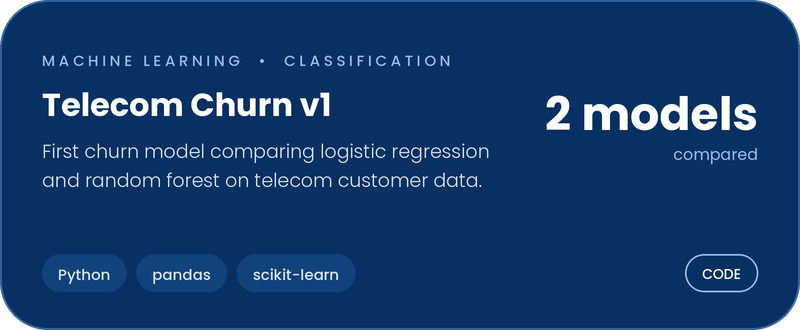 MACHINE LEARNING • CLASSIFICATION
Telecom Churn v1
First churn model comparing logistic regression
and random forest on telecom customer data.
2 models
compared
Python
pandas
scikit-learn
CODE